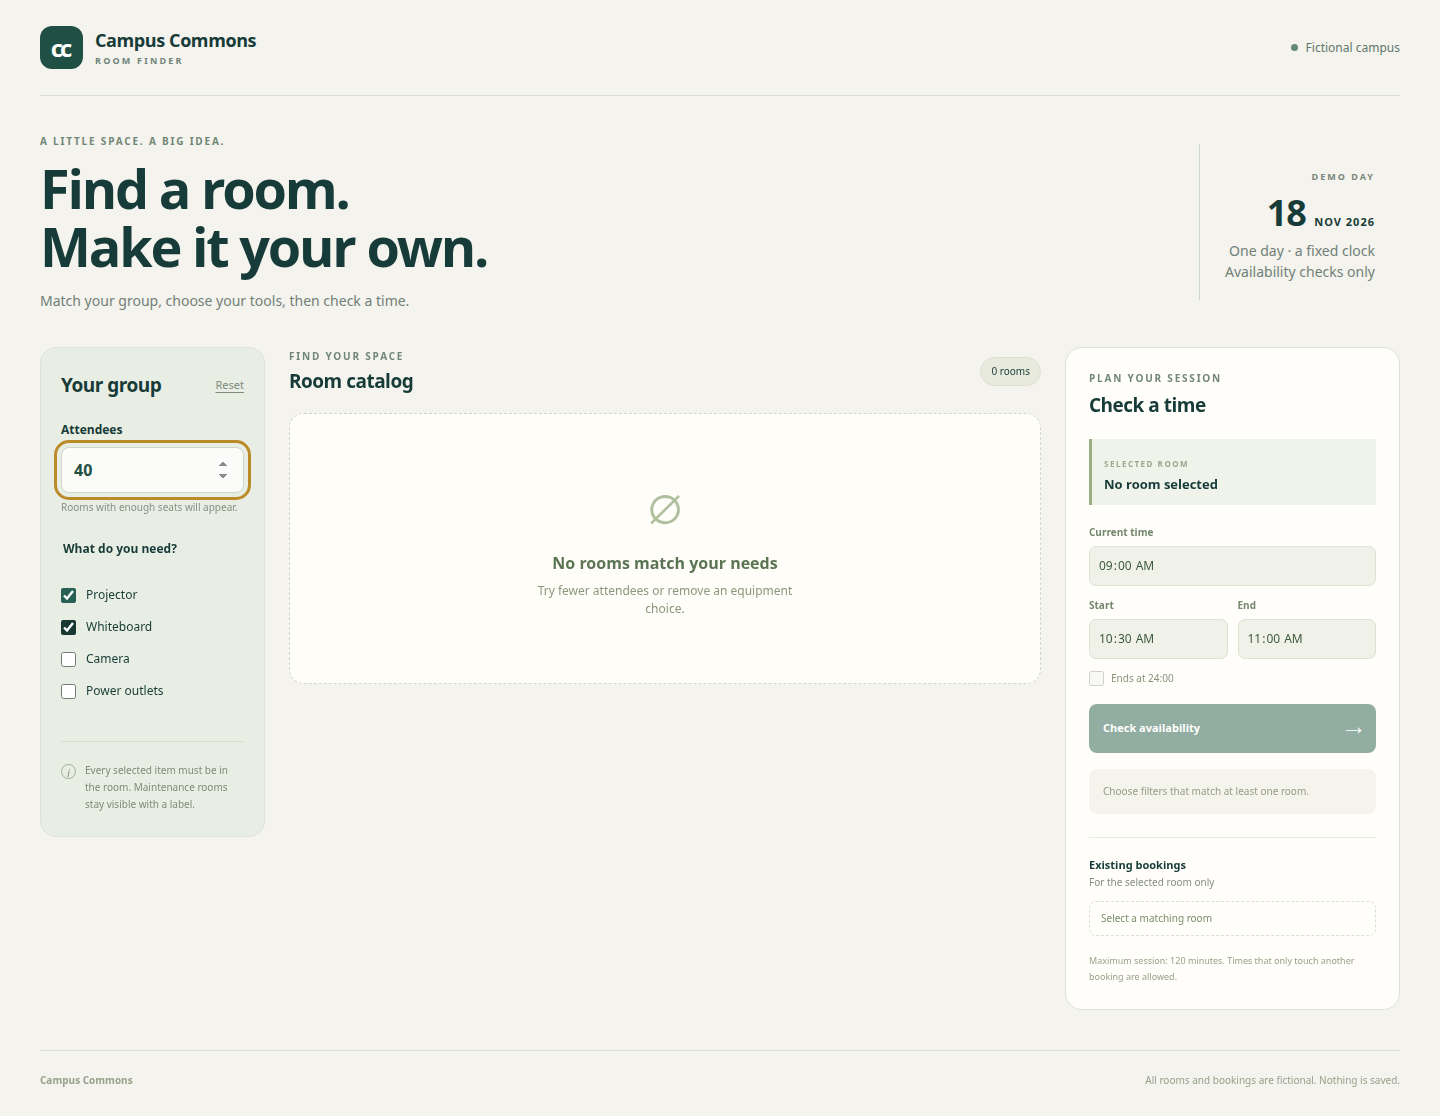 cc
Campus Commons
ROOM FINDER
Fictional campus
A LITTLE SPACE. A BIG IDEA.
Find a room.
Make it your own.
Match your group, choose your tools, then check a time.
DEMO DAY
18 NOV 2026
One day · a fixed clock
Availability checks only
Your group
Reset
Attendees
40
Rooms with enough seats will appear.
What do you need?
Projector
Whiteboard
Camera
Power outlets
i
Every selected item must be in
the room. Maintenance rooms
stay visible with a label.
FIND YOUR SPACE
Room catalog
0 rooms
∅
No rooms match your needs
Try fewer attendees or remove an equipment
choice.
PLAN YOUR SESSION
Check a time
SELECTED ROOM
No room selected
Current time
09:00 AM
Start
End
10:30 AM
11:00 AM
Ends at 24:00
Check availability →
Choose filters that match at least one room.
Existing bookings
For the selected room only
Select a matching room
Maximum session: 120 minutes. Times that only touch another
booking are allowed.
Campus Commons
All rooms and bookings are fictional. Nothing is saved.